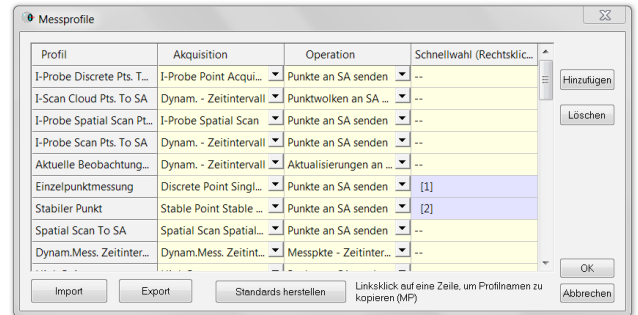 Messprofile
Profil Akquisition Operation Schnellwahl (Rechtsklic...
I-Probe Discrete Pts. T... I-Probe Point Acqui... Punkte an SA senden --
I-Scan Cloud Pts. To SA Dynam. - Zeitintervall Punktwolken an SA ... --
I-Probe Spatial Scan Pt... I-Probe Spatial Scan Punkte an SA senden --
I-Probe Scan Pts. To SA Dynam. - Zeitintervall Punkte an SA senden --
Aktuelle Beobachtung... Dynam. - Zeitintervall Aktualisierungen an ... --
Einzelpunktmessung Discrete Point Singl... Punkte an SA senden [1]
Stabiler Punkt Stable Point Stable ... Punkte an SA senden [2]
Spatial Scan To SA Spatial Scan Spatial... Punkte an SA senden --
Dynam.Mess. Zeitinter... Dynam.Mess. Zeitint... Messpkte - Zeitinter... --
Hinzufügen
Löschen
OK
Abbrechen
Import Export Standards herstellen
Linksklick auf eine Zeile, um Profilnamen zu
kopieren (MP)